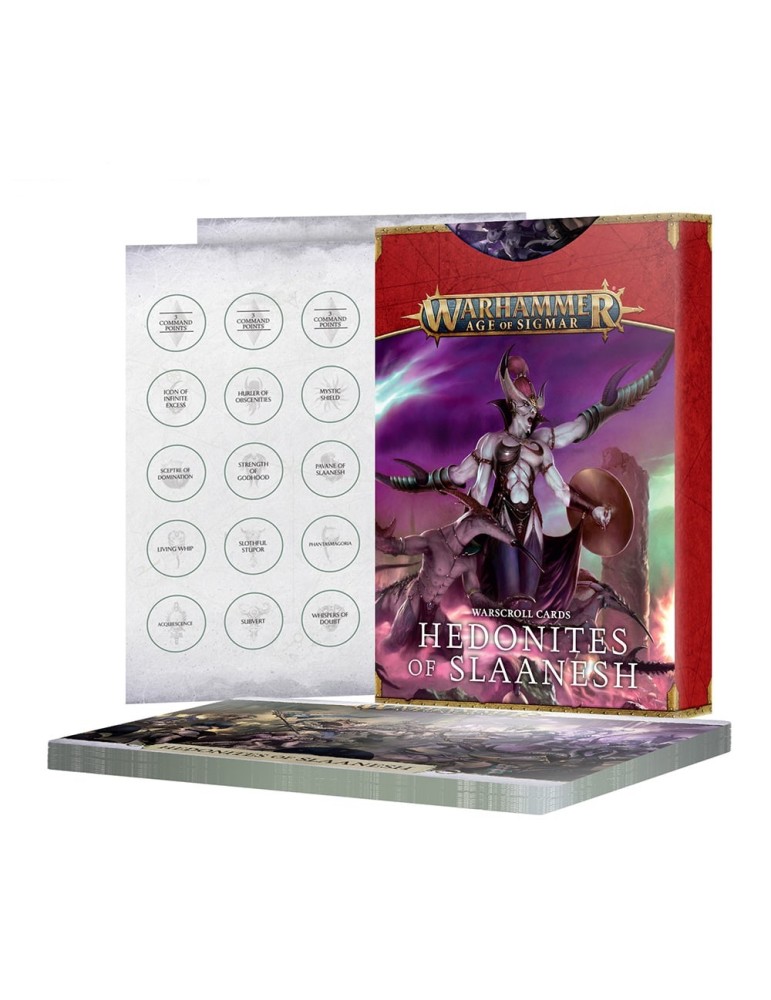 3
COMMAND
POINTS
3
COMMAND
POINTS
3
COMMAND
POINTS
ICON OF
INFINITE
EXCESS
HURLER OF
OBSCENITIES
MYSTIC
SHIELD
SCEPTRE OF
DOMINATION
STRENGTH
OF
GODHOOD
PAVANE OF
SLAANESH
LIVING WHIP
SLOTHFUL
STUPOR
PHANTASMAGORIA
ACQUIESCENCE
SUBVERT
WHISPERS OF
DOUBT
WARHAMMER
AGE OF SIGMAR
WARSCROLL CARDS
HEDONITES
OF SLAANESH
HEDONITES OF SLAANESH